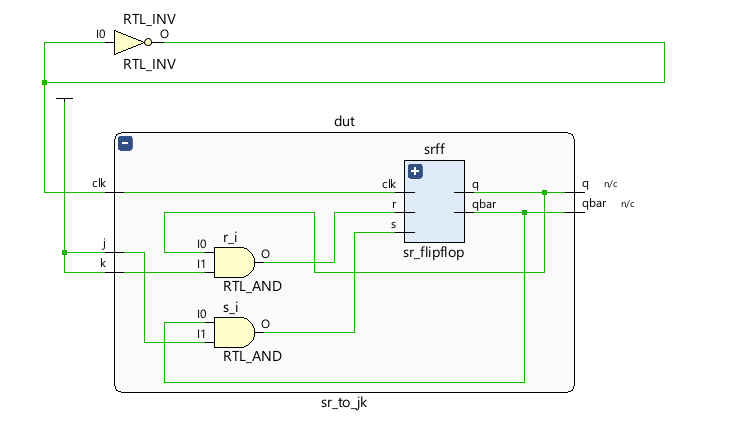 RTL_INV
I0
O
RTL_INV
dut
srff
clk
clk
q
q
n/c
r
qbar
qbar
n/c
s
r_i
j
I0
O
sr_flipflop
k
I1
RTL_AND
s_i
I0
O
I1
RTL_AND
sr_to_jk